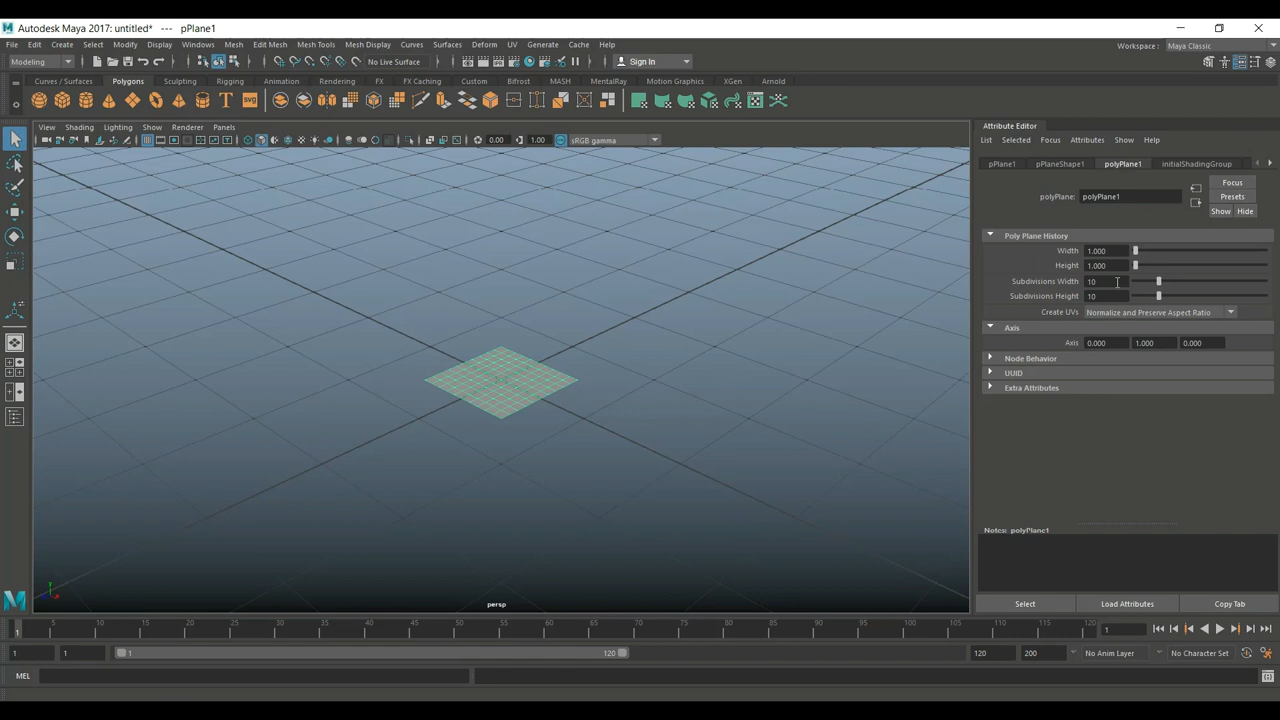 Autodesk Maya 2017: untitled* --- pPlane1
File Edit Create Select Modify Display Windows Mesh Edit Mesh Mesh Tools Mesh Display Curves Surfaces Deform UV Generate Cache Help Workspace : Maya Classic
Modeling No Live Surface Sign In
Curves / Surfaces Polygons Sculpting Rigging Animation Rendering FX FX Caching Custom Bifrost MASH MentalRay Motion Graphics XGen Arnold
View Shading Lighting Show Renderer Panels
0.00 1.00 sRGB gamma
Attribute Editor
List Selected Focus Attributes Show Help
pPlane1 pPlaneShape1 polyPlane1 initialShadingGroup
polyPlane: polyPlane1
Focus
Presets
Show Hide
Poly Plane History
Width 1.000
Height 1.000
Subdivisions Width 10
Subdivisions Height 10
Create UVs Normalize and Preserve Aspect Ratio
Axis
Axis 0.000 1.000 0.000
Node Behavior
UUID
Extra Attributes
Notes: polyPlane1
Select Load Attributes Copy Tab
persp
5 10 15 20 25 30 35 40 45 50 55 60 65 70 75 80 85 90 95 100 105 110 115 120
1 1
1 1 1 120 120 200 No Anim Layer No Character Set
MEL